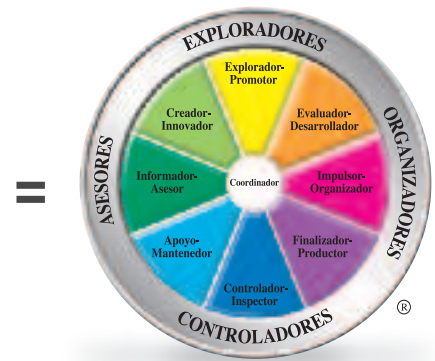 EXPLORADORES
Explorador-
Promotor
Creador-
Innovador
Evaluador-
Desarrollador
ASESORES
ORGANIZADORES
Informador-
Asesor
Coordinador
Impulsor-
Organizador
=
Apoyo-
Mantenedor
Finalizador-
Productor
Controlador-
Inspector
CONTROLADORES
®